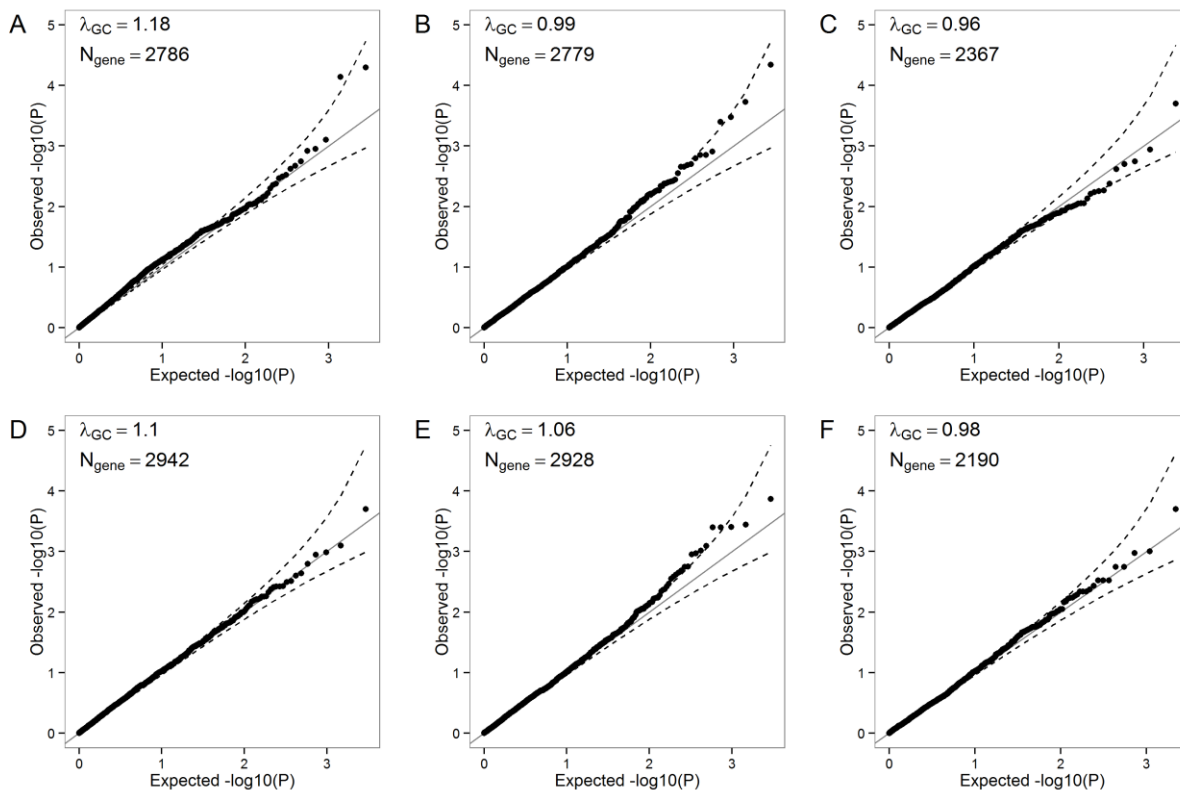 A
λGC = 1.18
Ngene = 2786
5
4
3
2
1
0
Observed -log10(P)
0 1 2 3
Expected -log10(P)
B
λGC = 0.99
Ngene = 2779
5
4
3
2
1
0
Observed -log10(P)
0 1 2 3
Expected -log10(P)
C
λGC = 0.96
Ngene = 2367
5
4
3
2
1
0
Observed -log10(P)
0 1 2 3
Expected -log10(P)
D
λGC = 1.1
Ngene = 2942
5
4
3
2
1
0
Observed -log10(P)
0 1 2 3
Expected -log10(P)
E
λGC = 1.06
Ngene = 2928
5
4
3
2
1
0
Observed -log10(P)
0 1 2 3
Expected -log10(P)
F
λGC = 0.98
Ngene = 2190
5
4
3
2
1
0
Observed -log10(P)
0 1 2 3
Expected -log10(P)